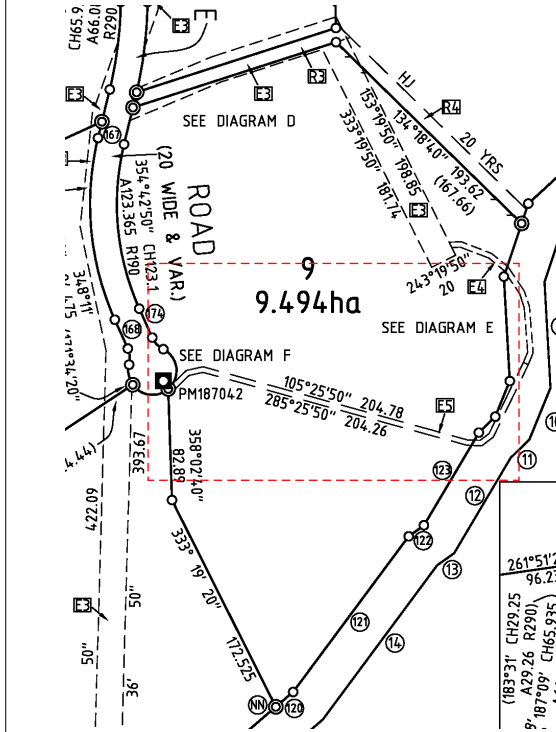 CH65.9
A66.0
R290
E
E3
E3
E3
R3
HJ
R4
20 YRS
SEE DIAGRAM D
153°19'50" 198.85
134°18'40" 193.62
(167.66)
333°19'50" 181.74
E3
167
ROAD
(20 WIDE & VAR.)
354°42'50" CH123.1
A123.365 R190
9
9.494ha
243°19'50"
20
E4
348°11'
168
174
SEE DIAGRAM E
SEE DIAGRAM F
PM187042
105°25'50" 204.78
285°25'50" 204.26
E5
4.44)
393.67
358°02'40"
82.89
123
10
11
12
422.09
333° 19' 20"
172.525
122
13
261°51'2
96.23
E3
50"
50"
36'
121
14
(183°31' CH29.25
A29.26 R290)
187°09' CH65.935)
NN
120